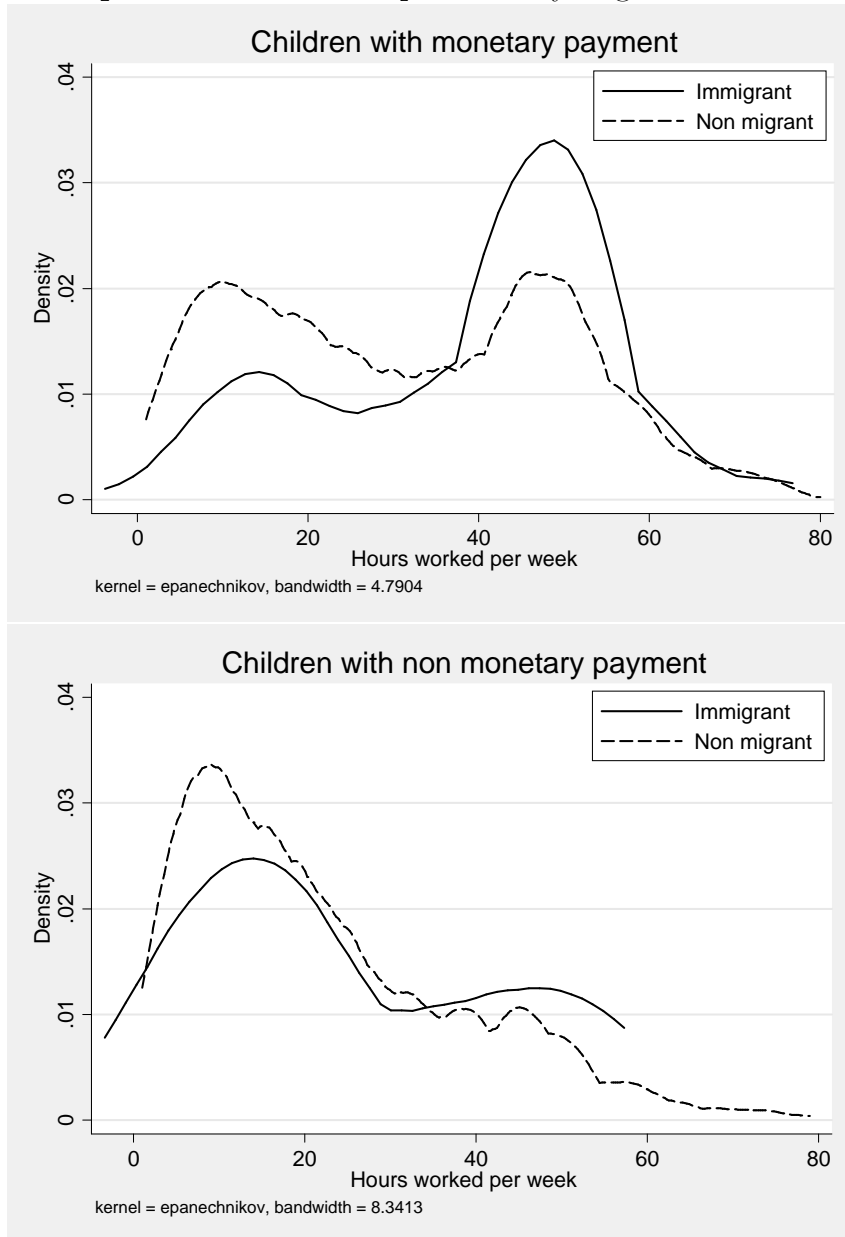 Children with monetary payment
Immigrant
Non migrant
Density
.04
.03
.02
.01
0
0 20 40 60 80
Hours worked per week
kernel = epanechnikov, bandwidth = 4.7904
Children with non monetary payment
Immigrant
Non migrant
Density
.04
.03
.02
.01
0
0 20 40 60 80
Hours worked per week
kernel = epanechnikov, bandwidth = 8.3413